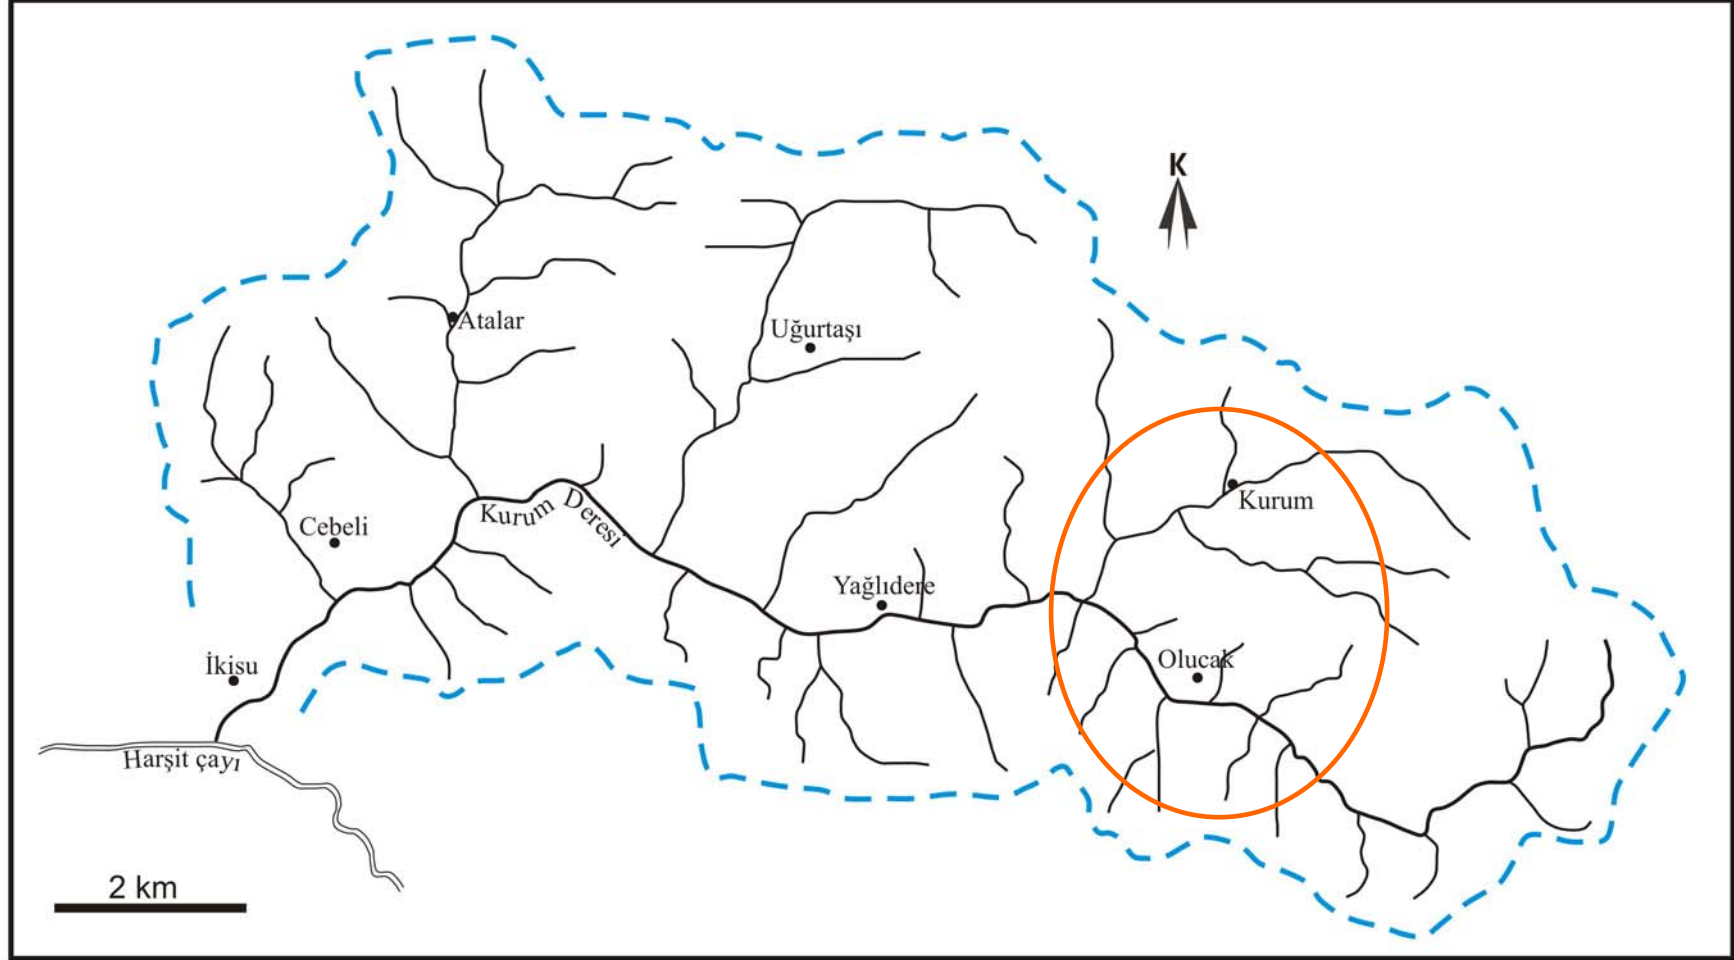 K
Atalar
Uğurtaşı
Kurum
Kurum Deresi
Cebeli
Yağlıdere
Olucak
İkisu
Harşit çayı
2 km